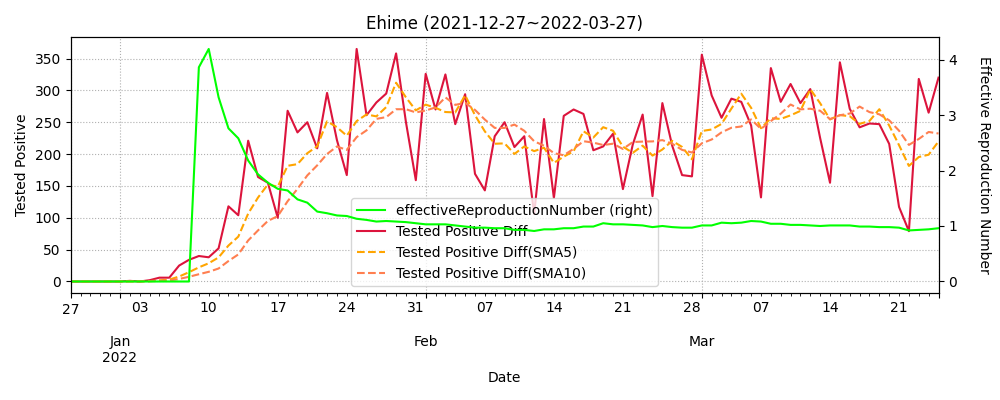 Ehime (2021-12-27~2022-03-27)
Tested Positive
350
300
250
200
150
100
50
0
4
3
2
1
0
Effective Reproduction Number
effectiveReproductionNumber (right)
Tested Positive Diff
Tested Positive Diff(SMA5)
Tested Positive Diff(SMA10)
27 03 10 17 24 31 07 14 21 28 07 14 21
Jan Feb Mar
2022
Date